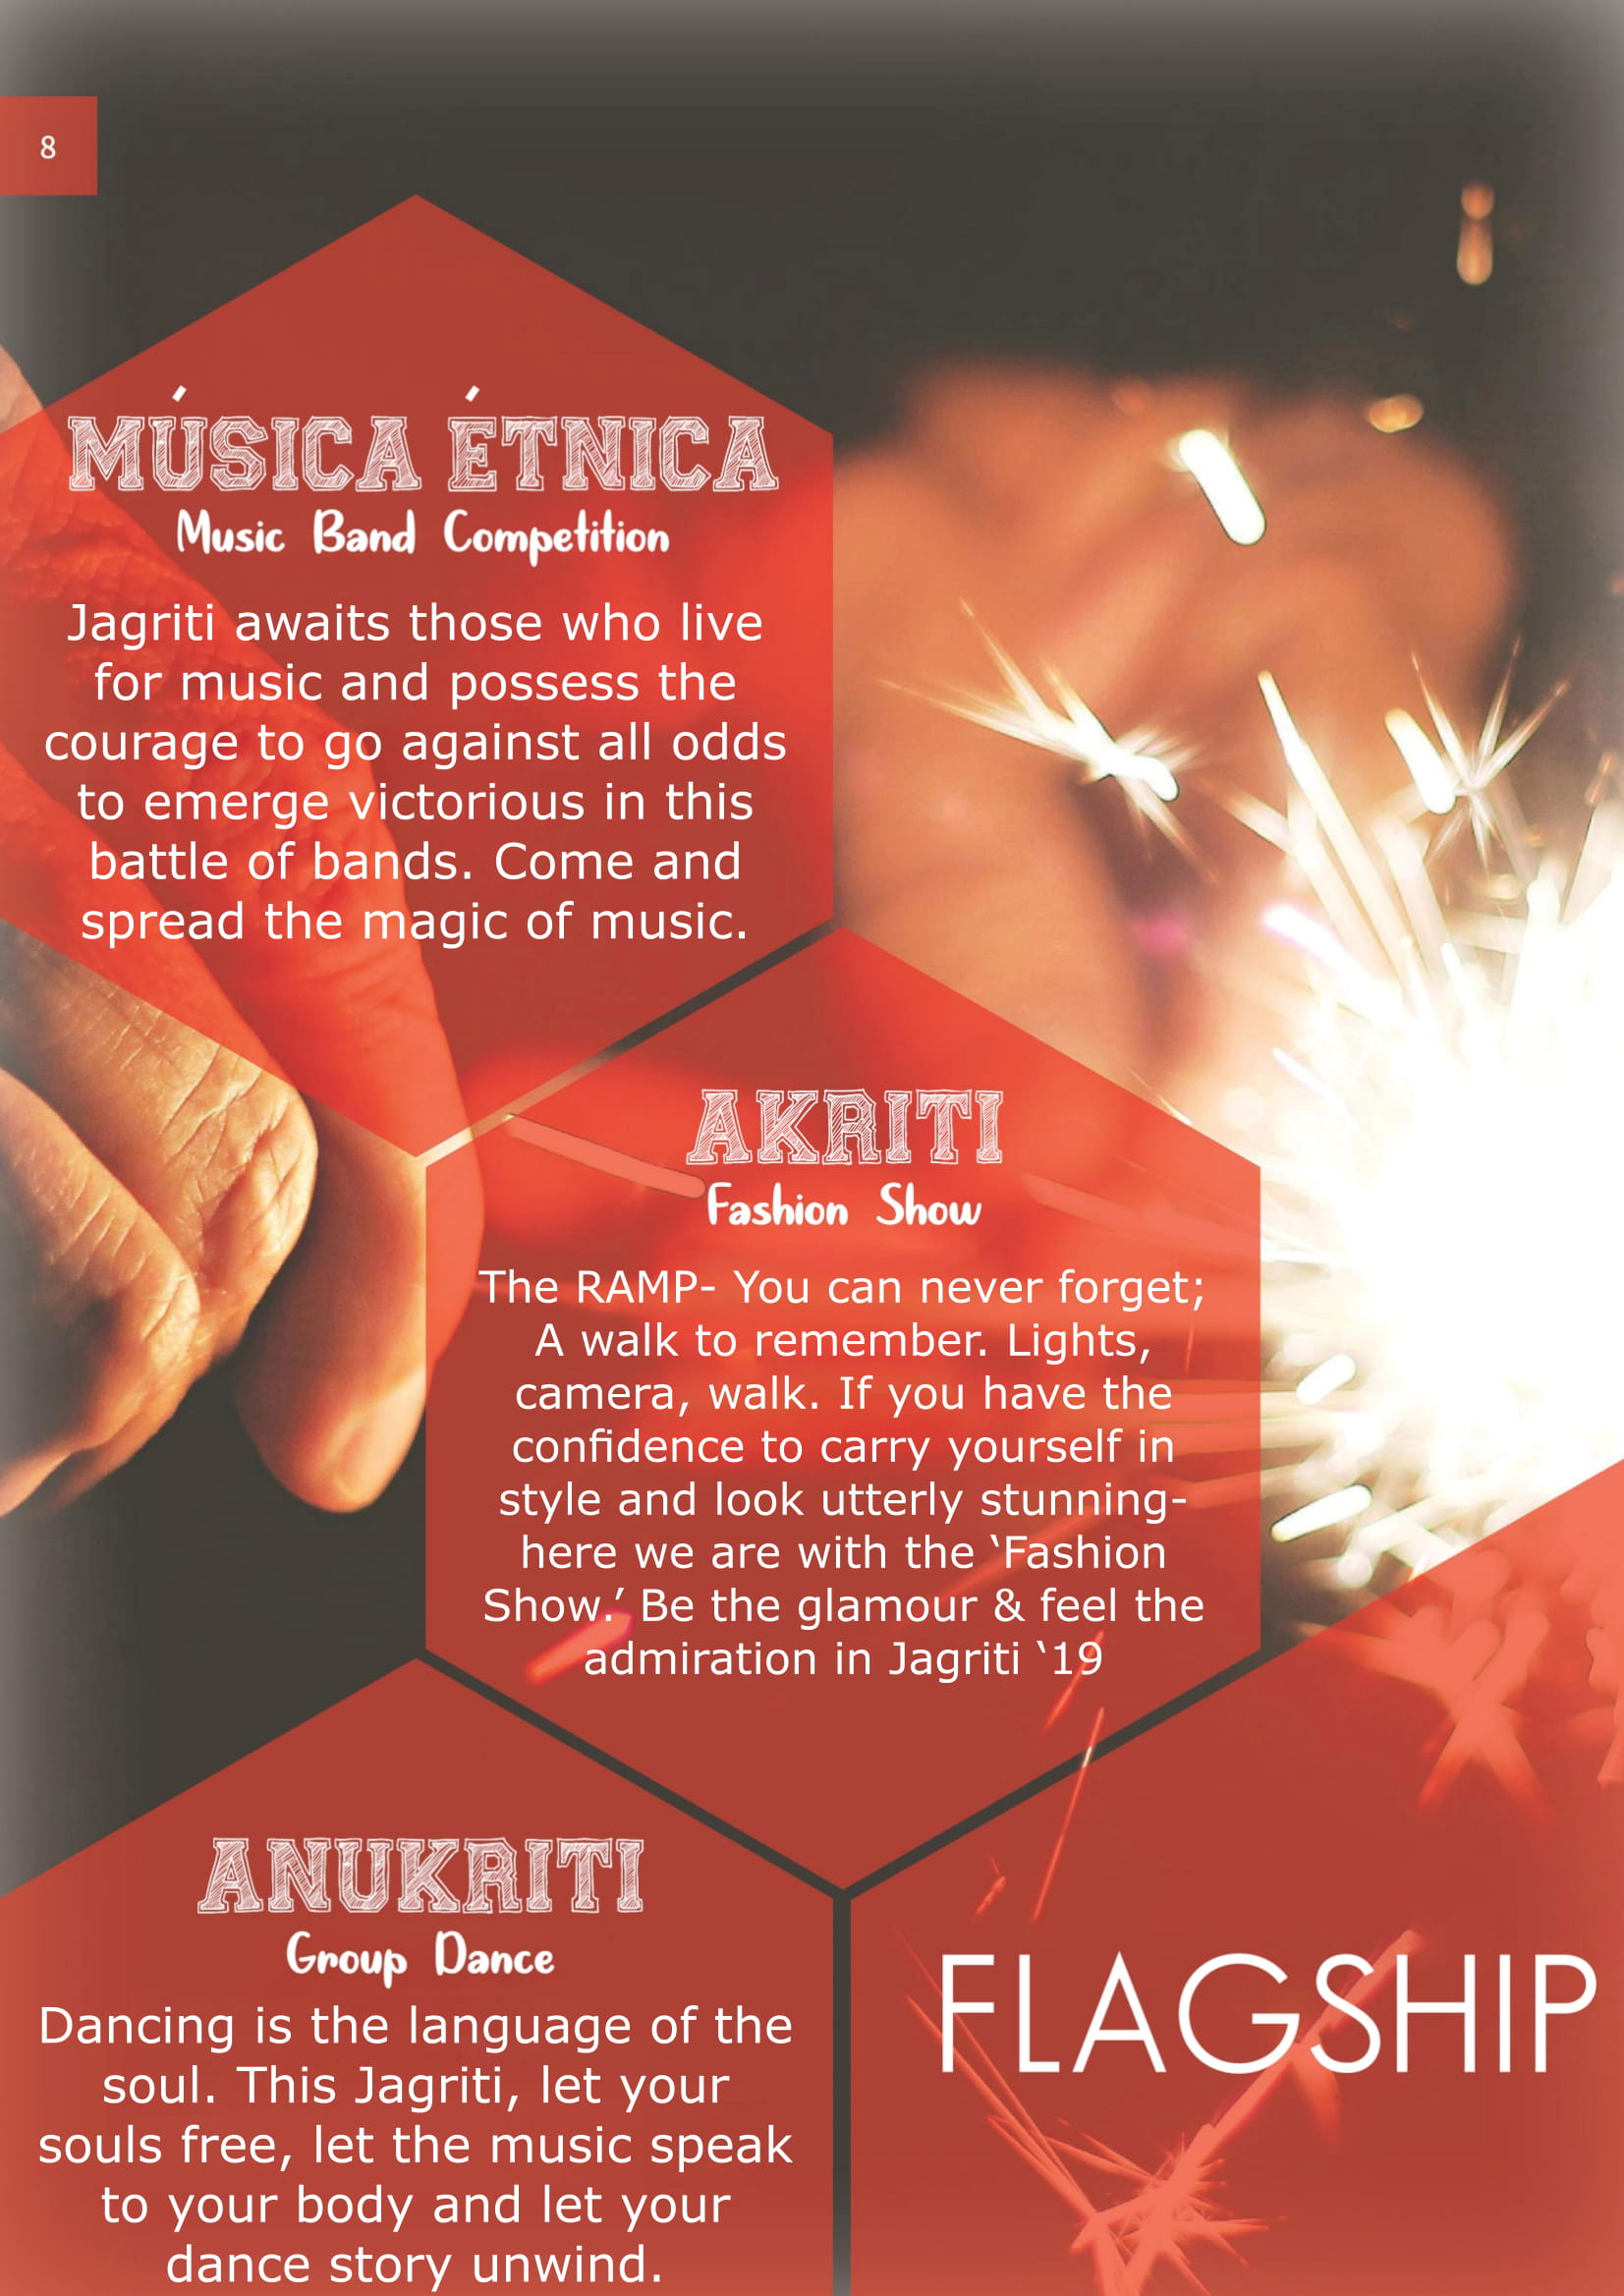 8
MÚSICA ÉTNICA
Music Band Competition
Jagriti awaits those who live
for music and possess the
courage to go against all odds
to emerge victorious in this
battle of bands. Come and
spread the magic of music.
AKRITI
Fashion Show
The RAMP- You can never forget;
A walk to remember. Lights,
camera, walk. If you have the
confidence to carry yourself in
style and look utterly stunning-
here we are with the ‘Fashion
Show.’ Be the glamour & feel the
admiration in Jagriti ‘19
ANUKRITI
Group Dance
Dancing is the language of the
soul. This Jagriti, let your
souls free, let the music speak
to your body and let your
dance story unwind.
FLAGSHIP